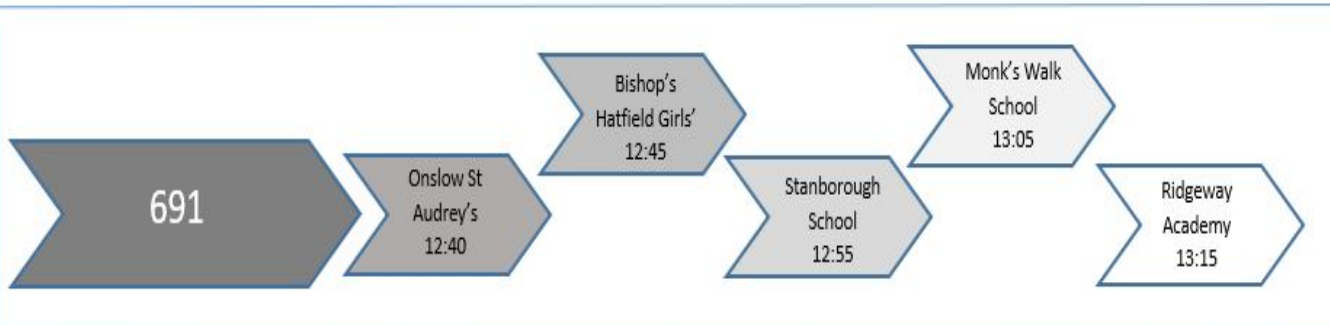 691
Onslow St
Audrey's
12:40
Bishop's
Hatfield Girls'
12:45
Stanborough
School
12:55
Monk's Walk
School
13:05
Ridgeway
Academy
13:15